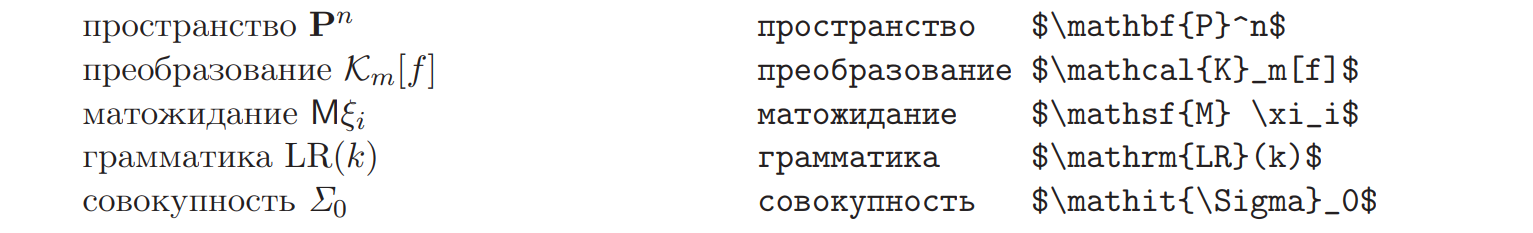 пространство 𝐏ⁿ пространство $\mathbf{P}^n$
преобразование 𝒦ₘ[f] преобразование $\mathcal{K}_m[f]$
матожидание Mξᵢ матожидание $\mathsf{M} \xi_i$
грамматика LR(k) грамматика $\mathrm{LR}(k)$
совокупность Σ₀ совокупность $\mathit{\Sigma}_0$